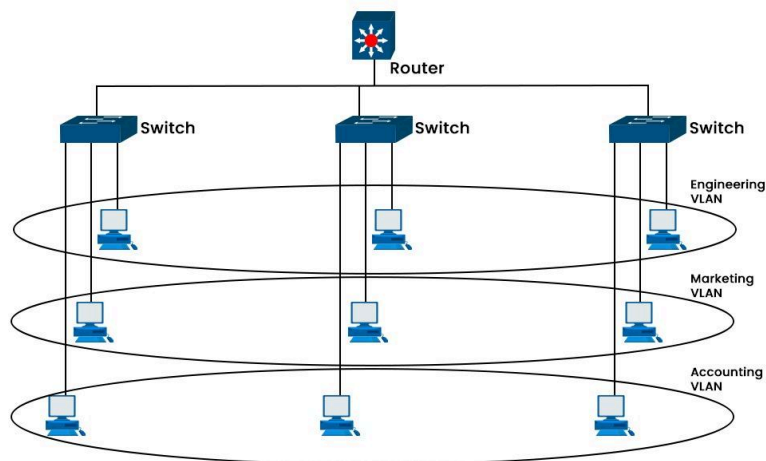 Router
Switch
Switch
Switch
Engineering
VLAN
Marketing
VLAN
Accounting
VLAN